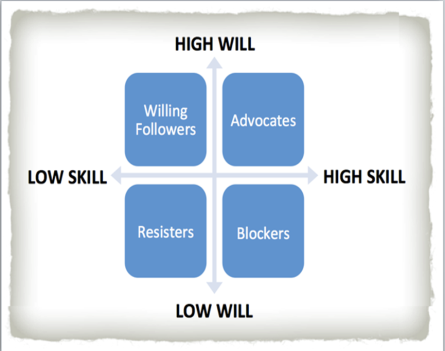 HIGH WILL
Willing
Followers
Advocates
LOW SKILL
HIGH SKILL
Resisters
Blockers
LOW WILL